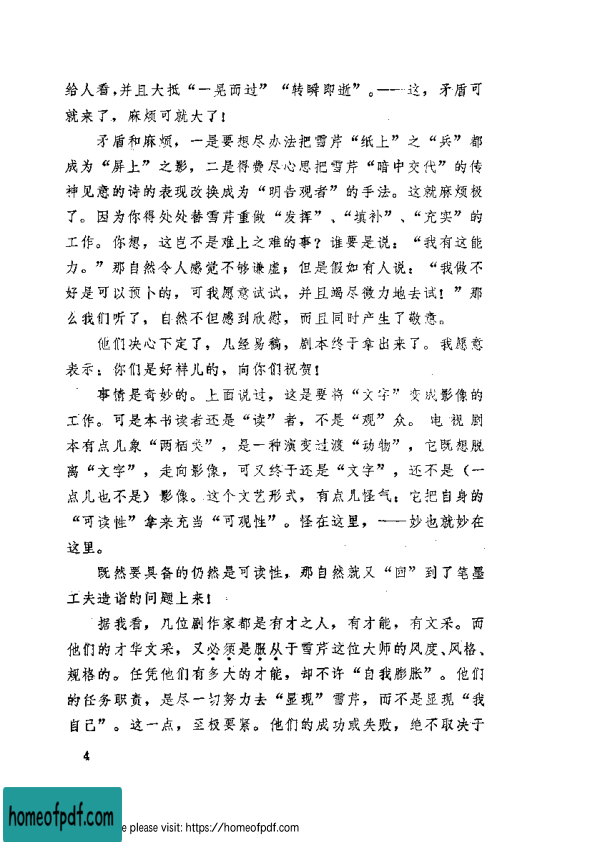 给人看,并且大抵“一晃而过”“转瞬即逝”。——这，矛盾可
就来了，麻烦可就大了！
矛盾和麻烦，一是要想尽办法把雪芹“纸上”之“兵”都
成为“屏上”之影，二是得费尽心思把雪芹“暗中交代”的传
神见意的诗的表现改换成为“明告观者”的手法。这就麻烦极
了。因为你得处处替雪芹重做“发挥”、“填补”、“充实”的
工作。你想，这岂不是难上之难的事？谁要是说：“我有这能
力。”那自然令人感觉不够谦虚；但是假如有人说：“我做不
好是可以预卜的，可我愿意试试，并且竭尽微力地去试！”那
么我们听了，自然不但感到欣慰，而且同时产生了敬意。
他们决心下定了，几经易稿，剧本终于拿出来了。我愿意
表示：你们是好样儿的，向你们祝贺！
事情是奇妙的。上面说过，这是要将“文字”变成影像的
工作。可是本书读者还是“读”者，不是“观”众。电视剧
本有点儿象“两栖类”，是一种演变过渡“动物”，它既想脱
离“文字”，走向影像，可又终于还是“文字”，还不是（一
点儿也不是）影像。这个文艺形式，有点儿怪气：它把自身的
“可读性”拿来充当“可观性”。怪在这里，——妙也就妙在
这里。
既然要具备的仍然是可读性，那自然就又“回”到了笔墨
工夫造诣的问题上来！
据我看，几位剧作家都是有才之人，有才能，有文采。而
他们的才华文采，又必须是服从于雪芹这位大师的风度、风格、
规格的。任凭他们有多大的才能，却不许“自我膨胀”。他们
的任务职责，是尽一切努力去“显现”雪芹，而不是显现“我
自己”。这一点，至极要紧。他们的成功或失败，绝不取决于
4
homeofpdf.com
e please visit: https://homeofpdf.com